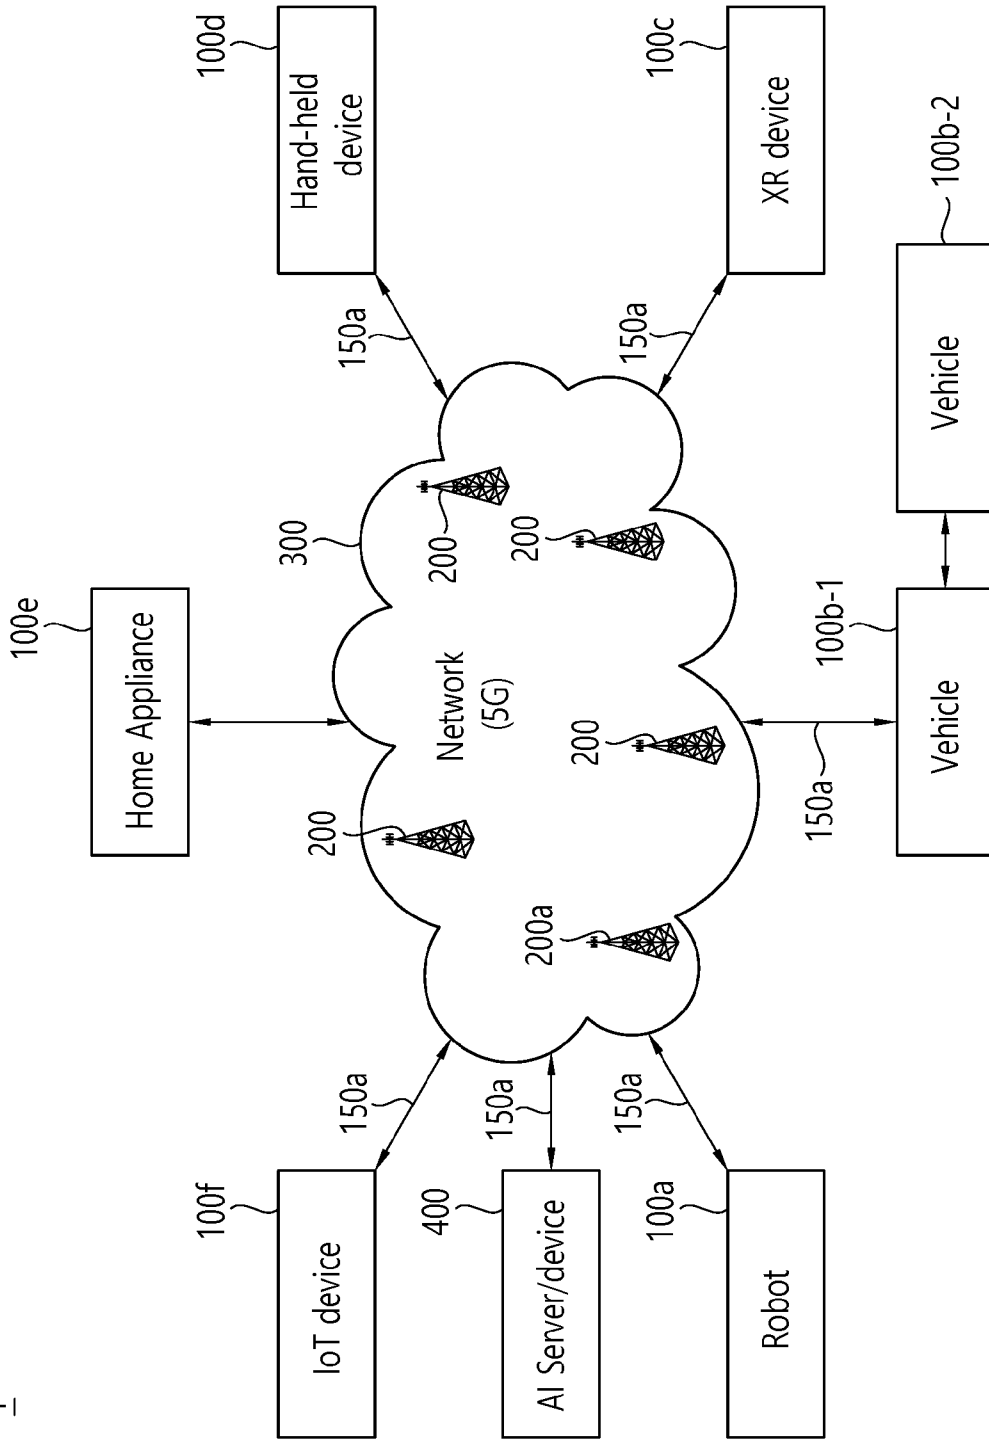 100e
Home Appliance
100f
IoT device
150a
300
150a
100d
Hand-held
device
200
200
Network
(5G)
400
AI Server/device
150a
200a
200
200
100a
Robot
150a
150a
100c
XR device
150a
100b-1
Vehicle
100b-2
Vehicle